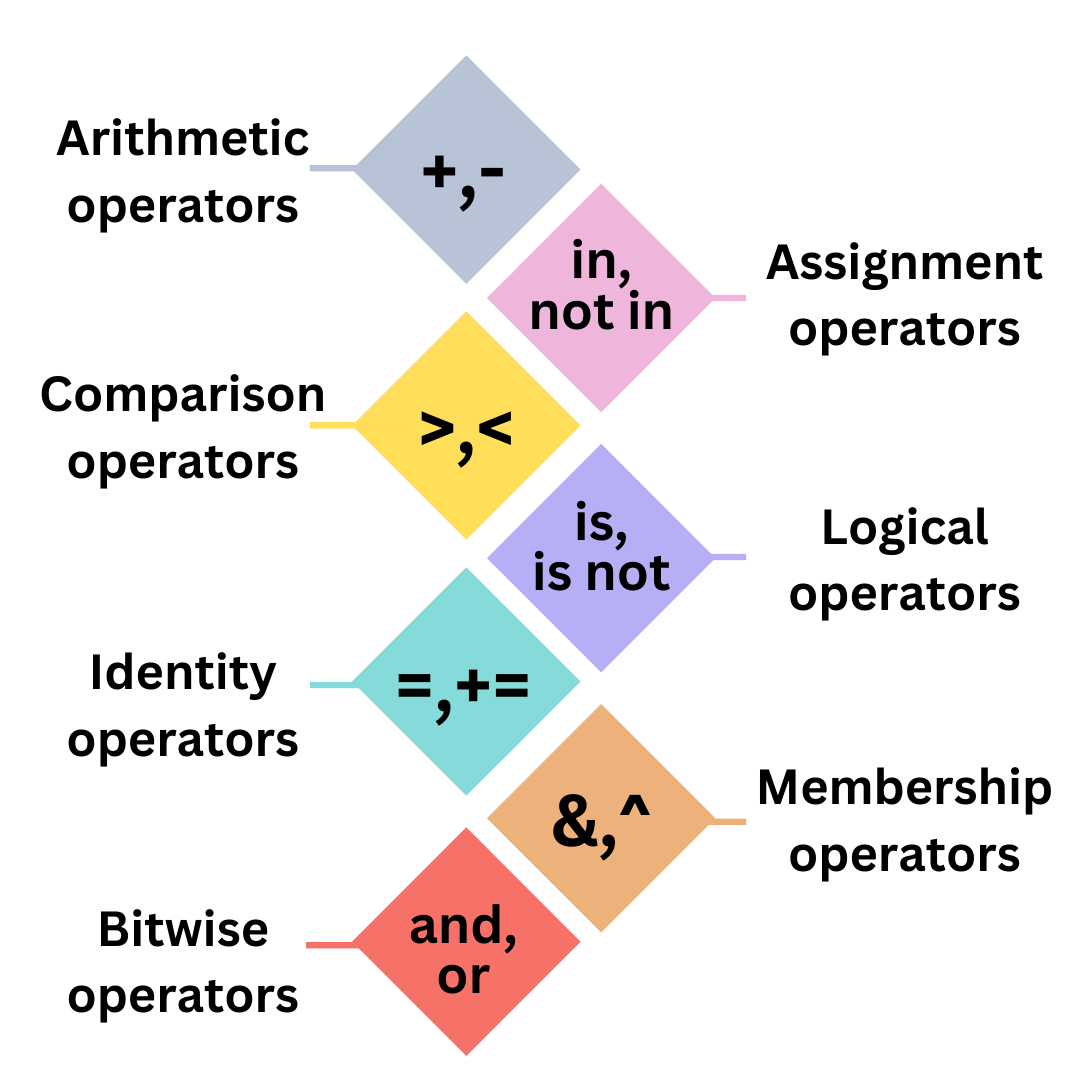 Arithmetic
operators
+,-
in,
not in
Assignment
operators
Comparison
operators
>,<
is,
is not
Logical
operators
Identity
operators
=,+=
&,^
Membership
operators
Bitwise
operators
and,
or